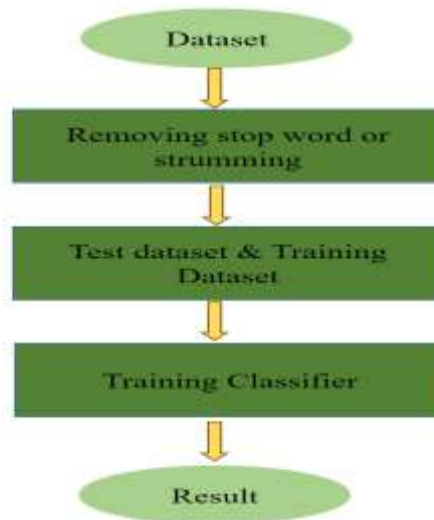 Dataset
Removing stop word or
strumming
Test dataset & Training
Dataset
Training Classifier
Result